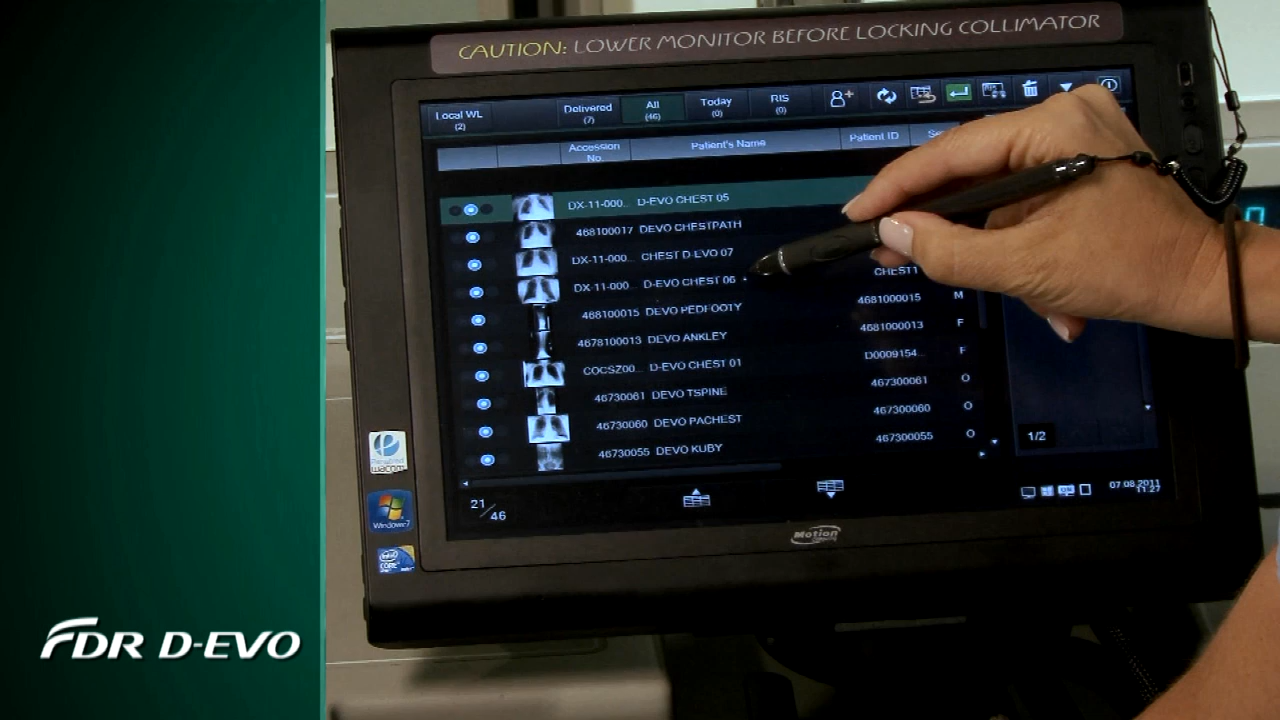 CAUTION: LOWER MONITOR BEFORE LOCKING COLLIMATOR
Local WL
(2)
Delivered
(7)
All
(46)
Today
(0)
RIS
(0)
Accession
No.
Patient's Name
Patient ID
DX-11-000... D-EVO CHEST 05
468100017 DEVO CHESTPATH
DX-11-000... CHEST D-EVO 07
DX-11-000... D-EVO CHEST 06 CHEST1
468100015 DEVO PEDFOOTY 4681000015 M
4678100013 DEVO ANKLEY 4681000013 F
COCSZ00... D-EVO CHEST 01 D0009154... F
46730061 DEVO TSPINE 467300061 O
46730060 DEVO PACHEST 467300060 O
46730055 DEVO KUBY 467300055 O
1/2
21/46
07.08.2011
11:27
Motion
wacom
Windows 7
CORE
FDR D-EVO